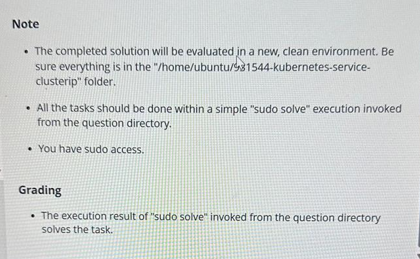 Note
• The completed solution will be evaluated in a new, clean environment. Be
sure everything is in the "/home/ubuntu/981544-kubernetes-service-
clusterip" folder.
• All the tasks should be done within a simple "sudo solve" execution invoked
from the question directory.
• You have sudo access.
Grading
• The execution result of "sudo solve" invoked from the question directory
solves the task.